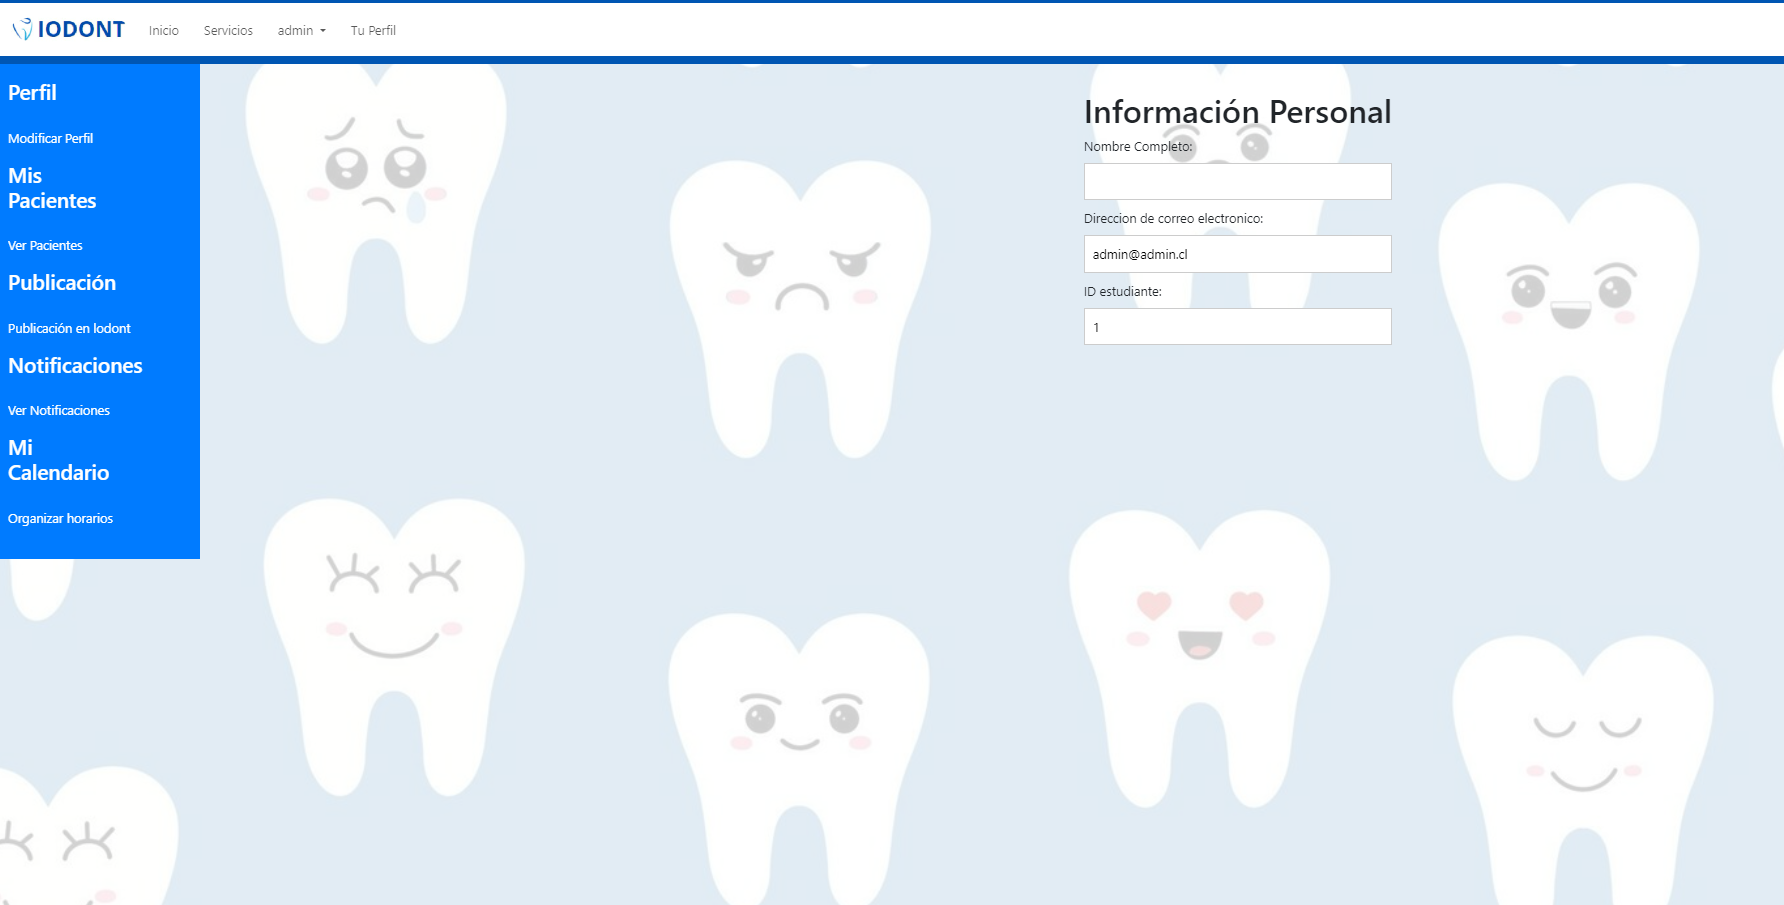 IODONT Inicio Servicios admin Tu Perfil
Perfil
Modificar Perfil
Mis
Pacientes
Ver Pacientes
Publicación
Publicación en Iodont
Notificaciones
Ver Notificaciones
Mi
Calendario
Organizar horarios
Información Personal
Nombre Completo:
Direccion de correo electronico:
admin@admin.cl
ID estudiante:
1